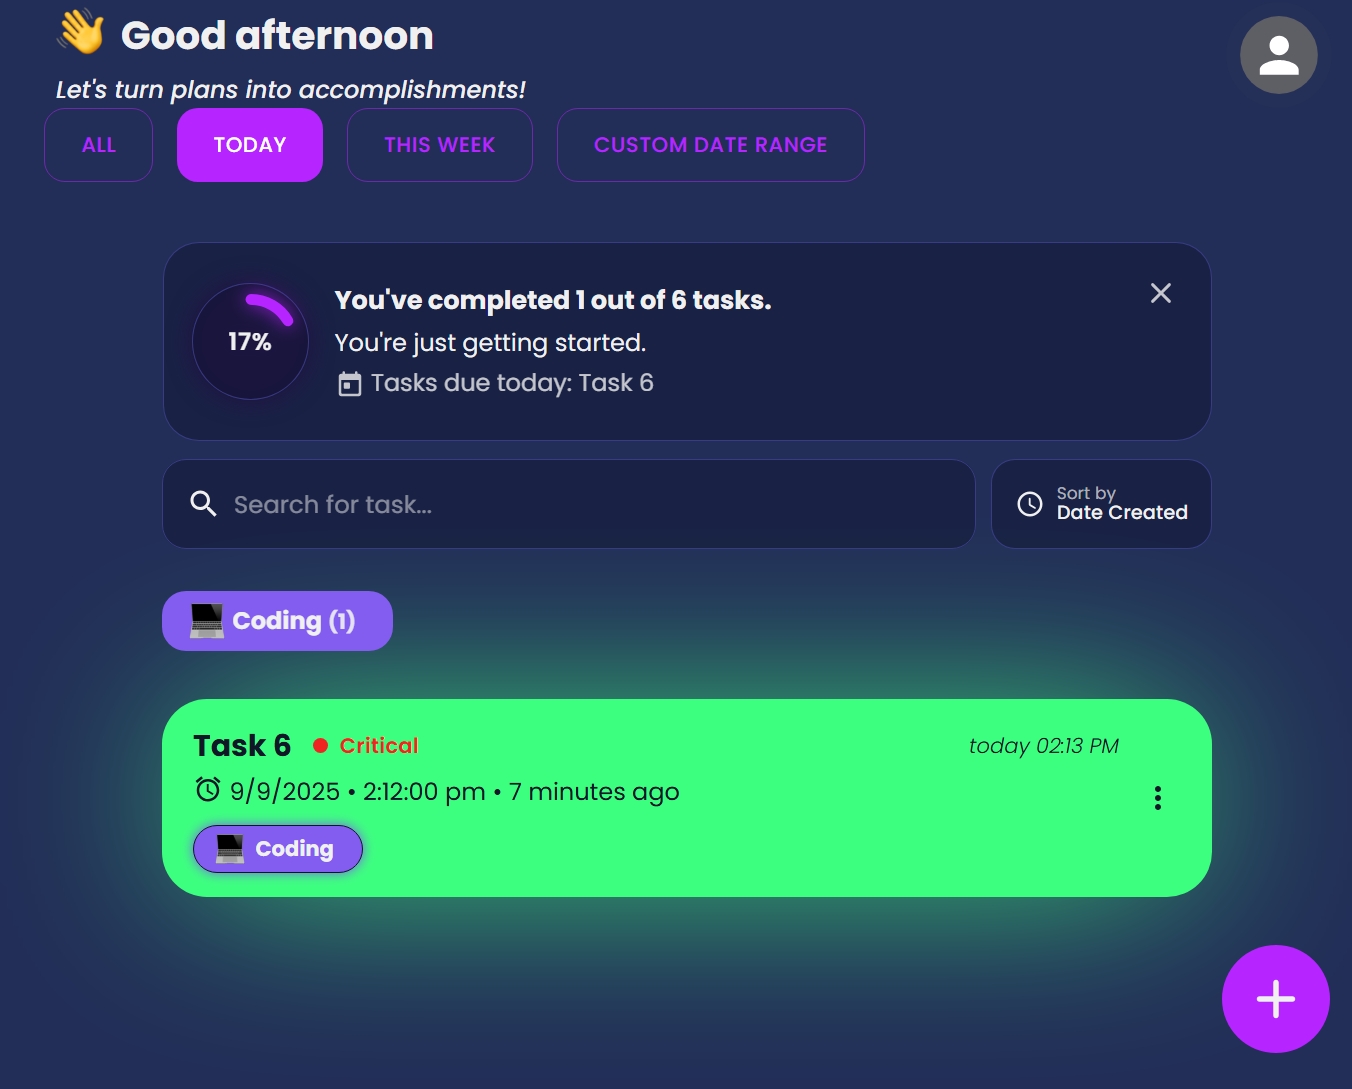 👋 Good afternoon
Let's turn plans into accomplishments!
ALL
TODAY
THIS WEEK
CUSTOM DATE RANGE
17%
You've completed 1 out of 6 tasks.
You're just getting started.
Tasks due today: Task 6
Search for task...
Sort by
Date Created
💻 Coding (1)
Task 6 • Critical
today 02:13 PM
9/9/2025 • 2:12:00 pm • 7 minutes ago
💻 Coding